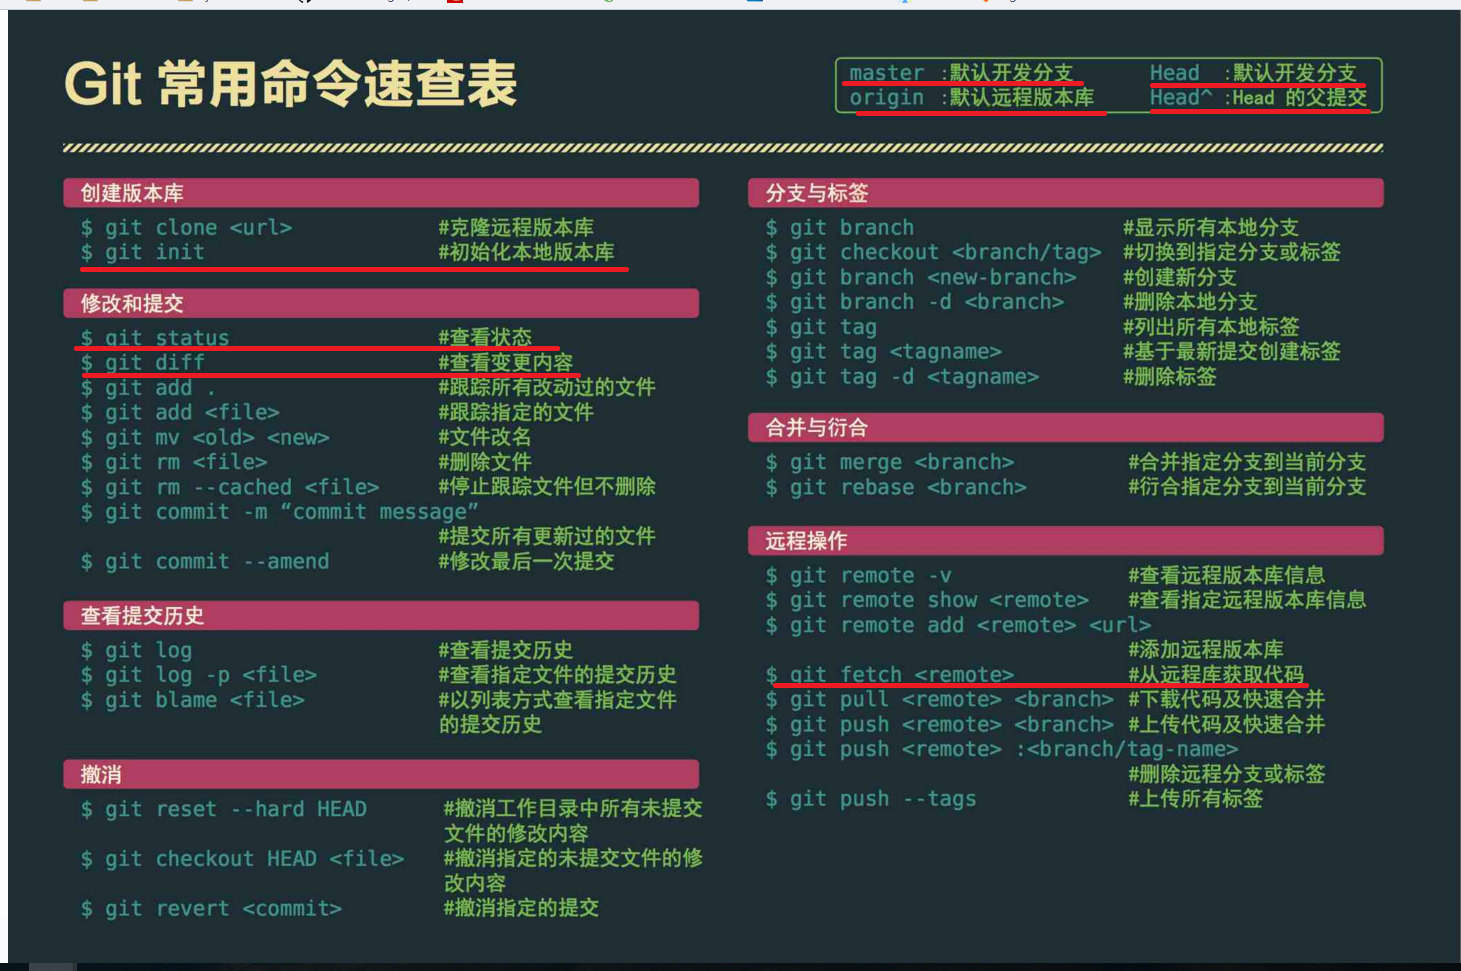 Git 常用命令速查表
master :默认开发分支 Head :默认开发分支
origin :默认远程版本库 Head^ :Head 的父提交
创建版本库
$ git clone <url> #克隆远程版本库
$ git init #初始化本地版本库
修改和提交
$ git status #查看状态
$ git diff #查看变更内容
$ git add . #跟踪所有改动过的文件
$ git add <file> #跟踪指定的文件
$ git mv <old> <new> #文件改名
$ git rm <file> #删除文件
$ git rm --cached <file> #停止跟踪文件但不删除
$ git commit -m “commit message”
#提交所有更新过的文件
$ git commit --amend #修改最后一次提交
查看提交历史
$ git log #查看提交历史
$ git log -p <file> #查看指定文件的提交历史
$ git blame <file> #以列表方式查看指定文件
的提交历史
撤消
$ git reset --hard HEAD #撤消工作目录中所有未提交
文件的修改内容
$ git checkout HEAD <file> #撤消指定的未提交文件的修
改内容
$ git revert <commit> #撤消指定的提交
分支与标签
$ git branch #显示所有本地分支
$ git checkout <branch/tag> #切换到指定分支或标签
$ git branch <new-branch> #创建新分支
$ git branch -d <branch> #删除本地分支
$ git tag #列出所有本地标签
$ git tag <tagname> #基于最新提交创建标签
$ git tag -d <tagname> #删除标签
合并与衍合
$ git merge <branch> #合并指定分支到当前分支
$ git rebase <branch> #衍合指定分支到当前分支
远程操作
$ git remote -v #查看远程版本库信息
$ git remote show <remote> #查看指定远程版本库信息
$ git remote add <remote> <url>
#添加远程版本库
$ git fetch <remote> #从远程库获取代码
$ git pull <remote> <branch> #下载代码及快速合并
$ git push <remote> <branch> #上传代码及快速合并
$ git push <remote> :<branch/tag-name>
#删除远程分支或标签
$ git push --tags #上传所有标签